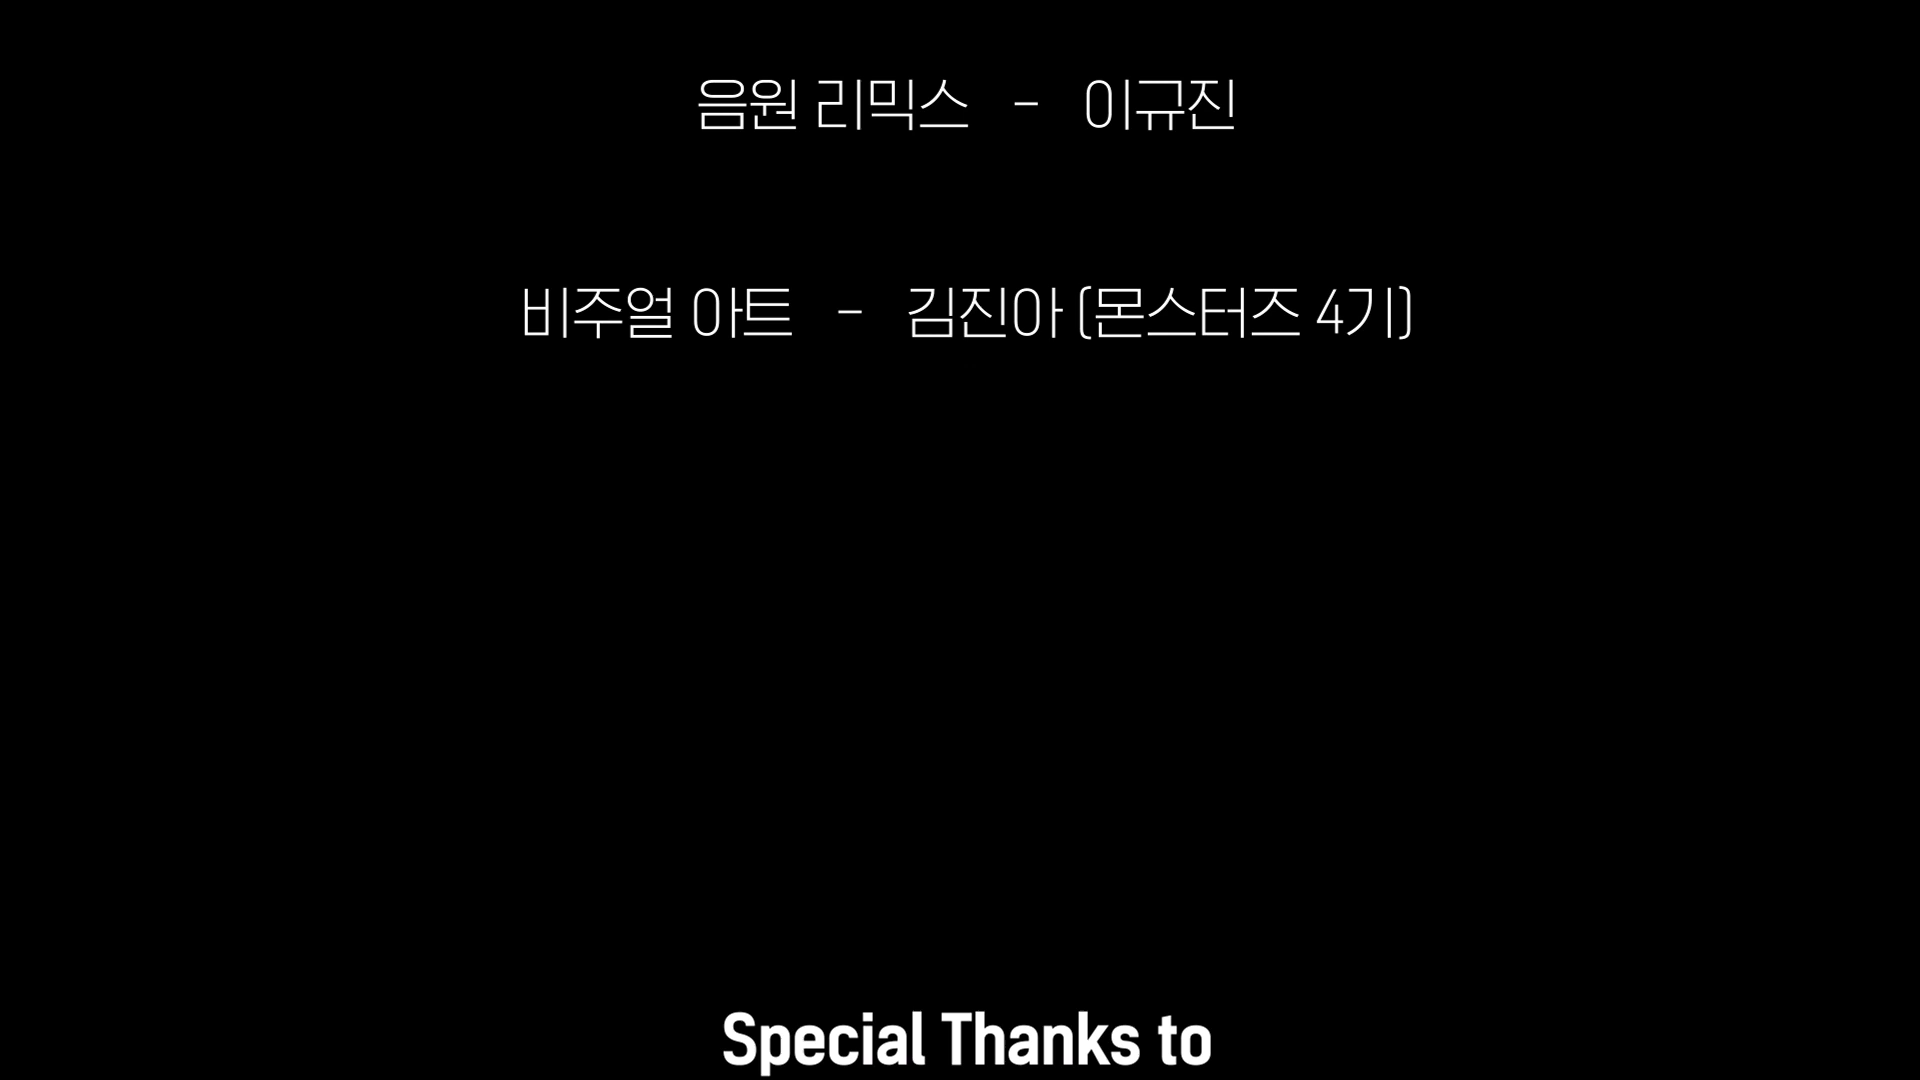 음원 리믹스 - 이규진
비주얼 아트 - 김진아 (몬스터즈 4기)
Special Thanks to